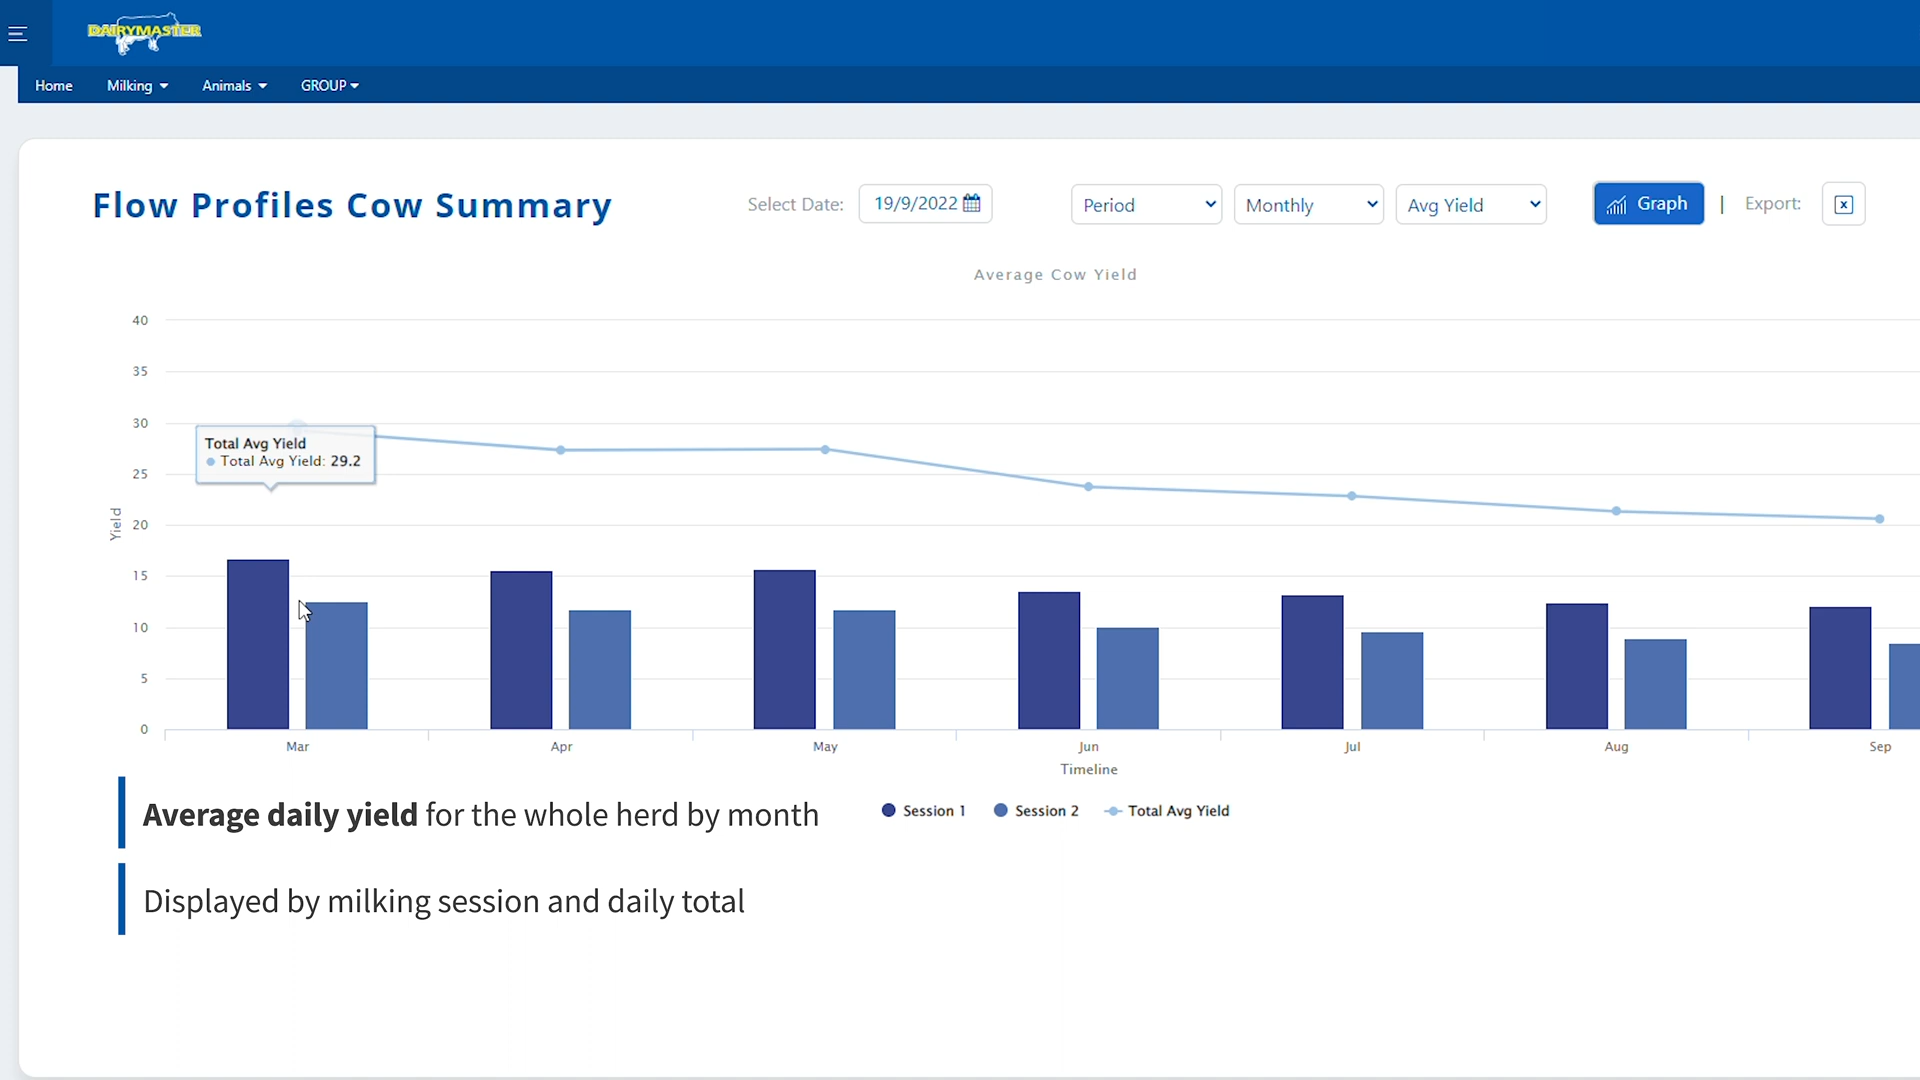 DAIRYMASTER
Home Milking Animals GROUP
Flow Profiles Cow Summary
Select Date: 19/9/2022 Period Monthly Avg Yield Graph | Export: x
Average Cow Yield
40
35
30
25
20
15
10
5
0
Yield
Total Avg Yield
Total Avg Yield: 29.2
Mar Apr May Jun Jul Aug Sep
Timeline
Session 1 Session 2 Total Avg Yield
Average daily yield for the whole herd by month
Displayed by milking session and daily total